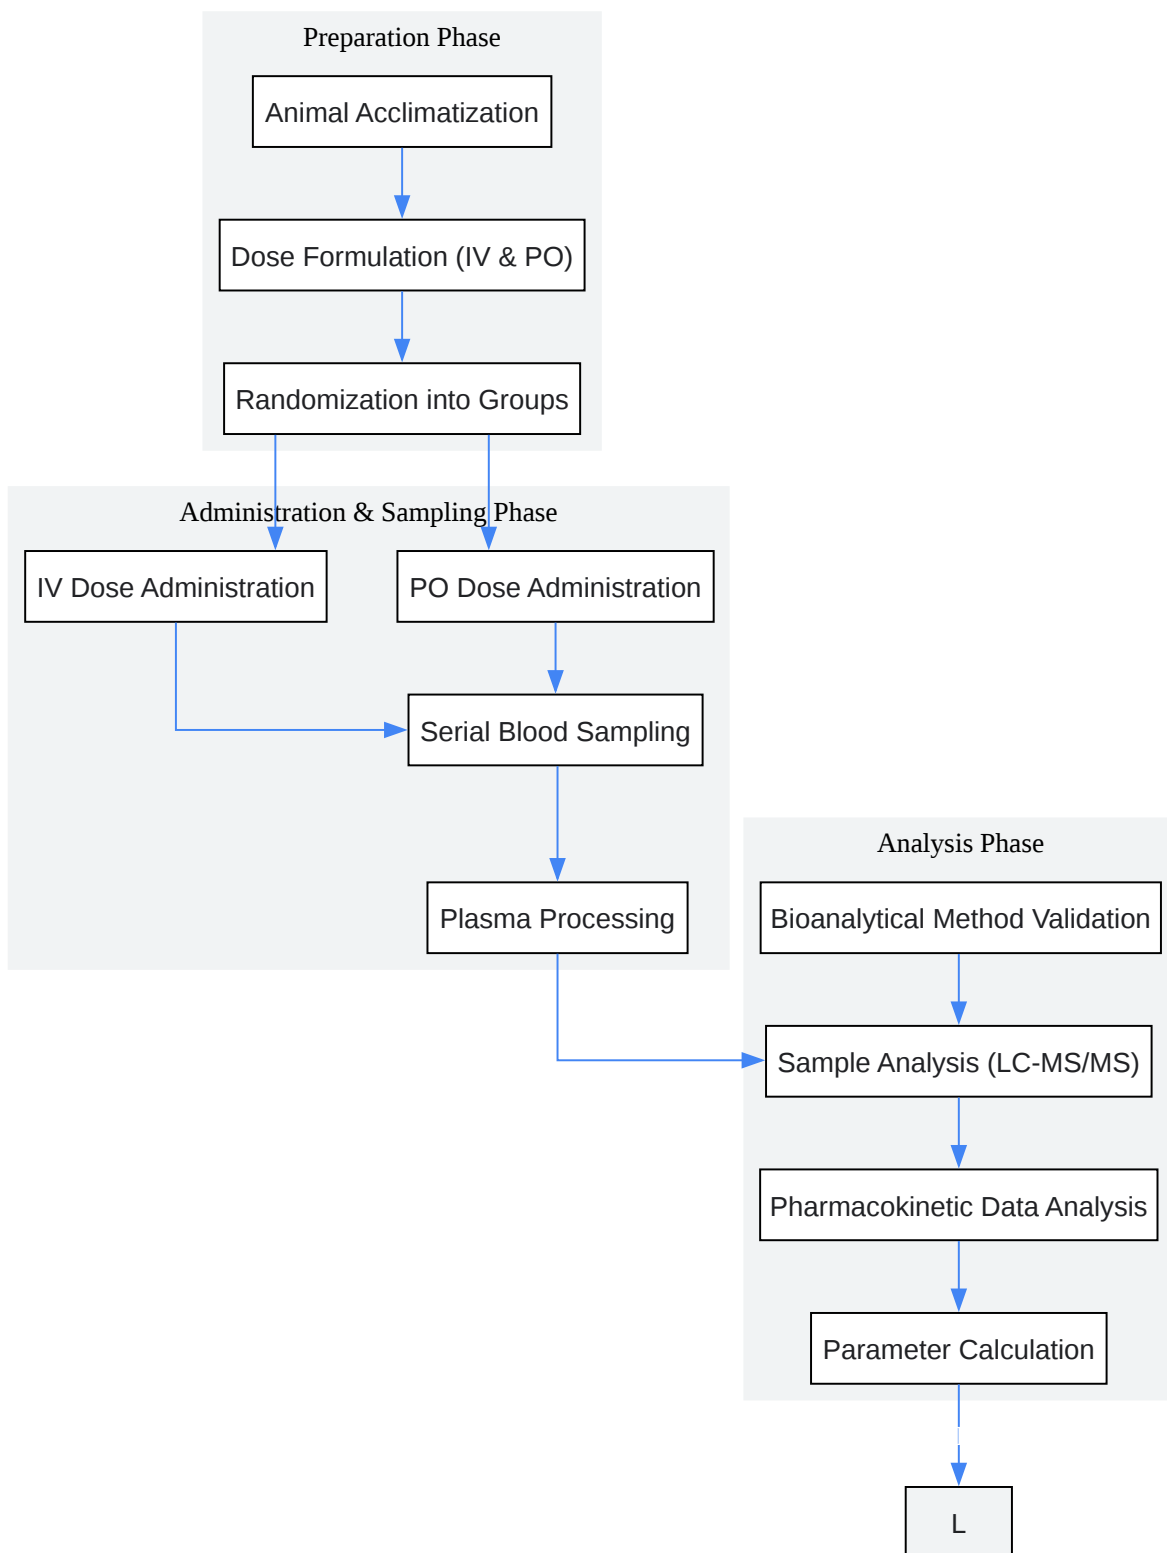 Preparation Phase
Animal Acclimatization
Dose Formulation (IV & PO)
Randomization into Groups
Administration & Sampling Phase
IV Dose Administration
PO Dose Administration
Serial Blood Sampling
Plasma Processing
Analysis Phase
Bioanalytical Method Validation
Sample Analysis (LC-MS/MS)
Pharmacokinetic Data Analysis
Parameter Calculation
L